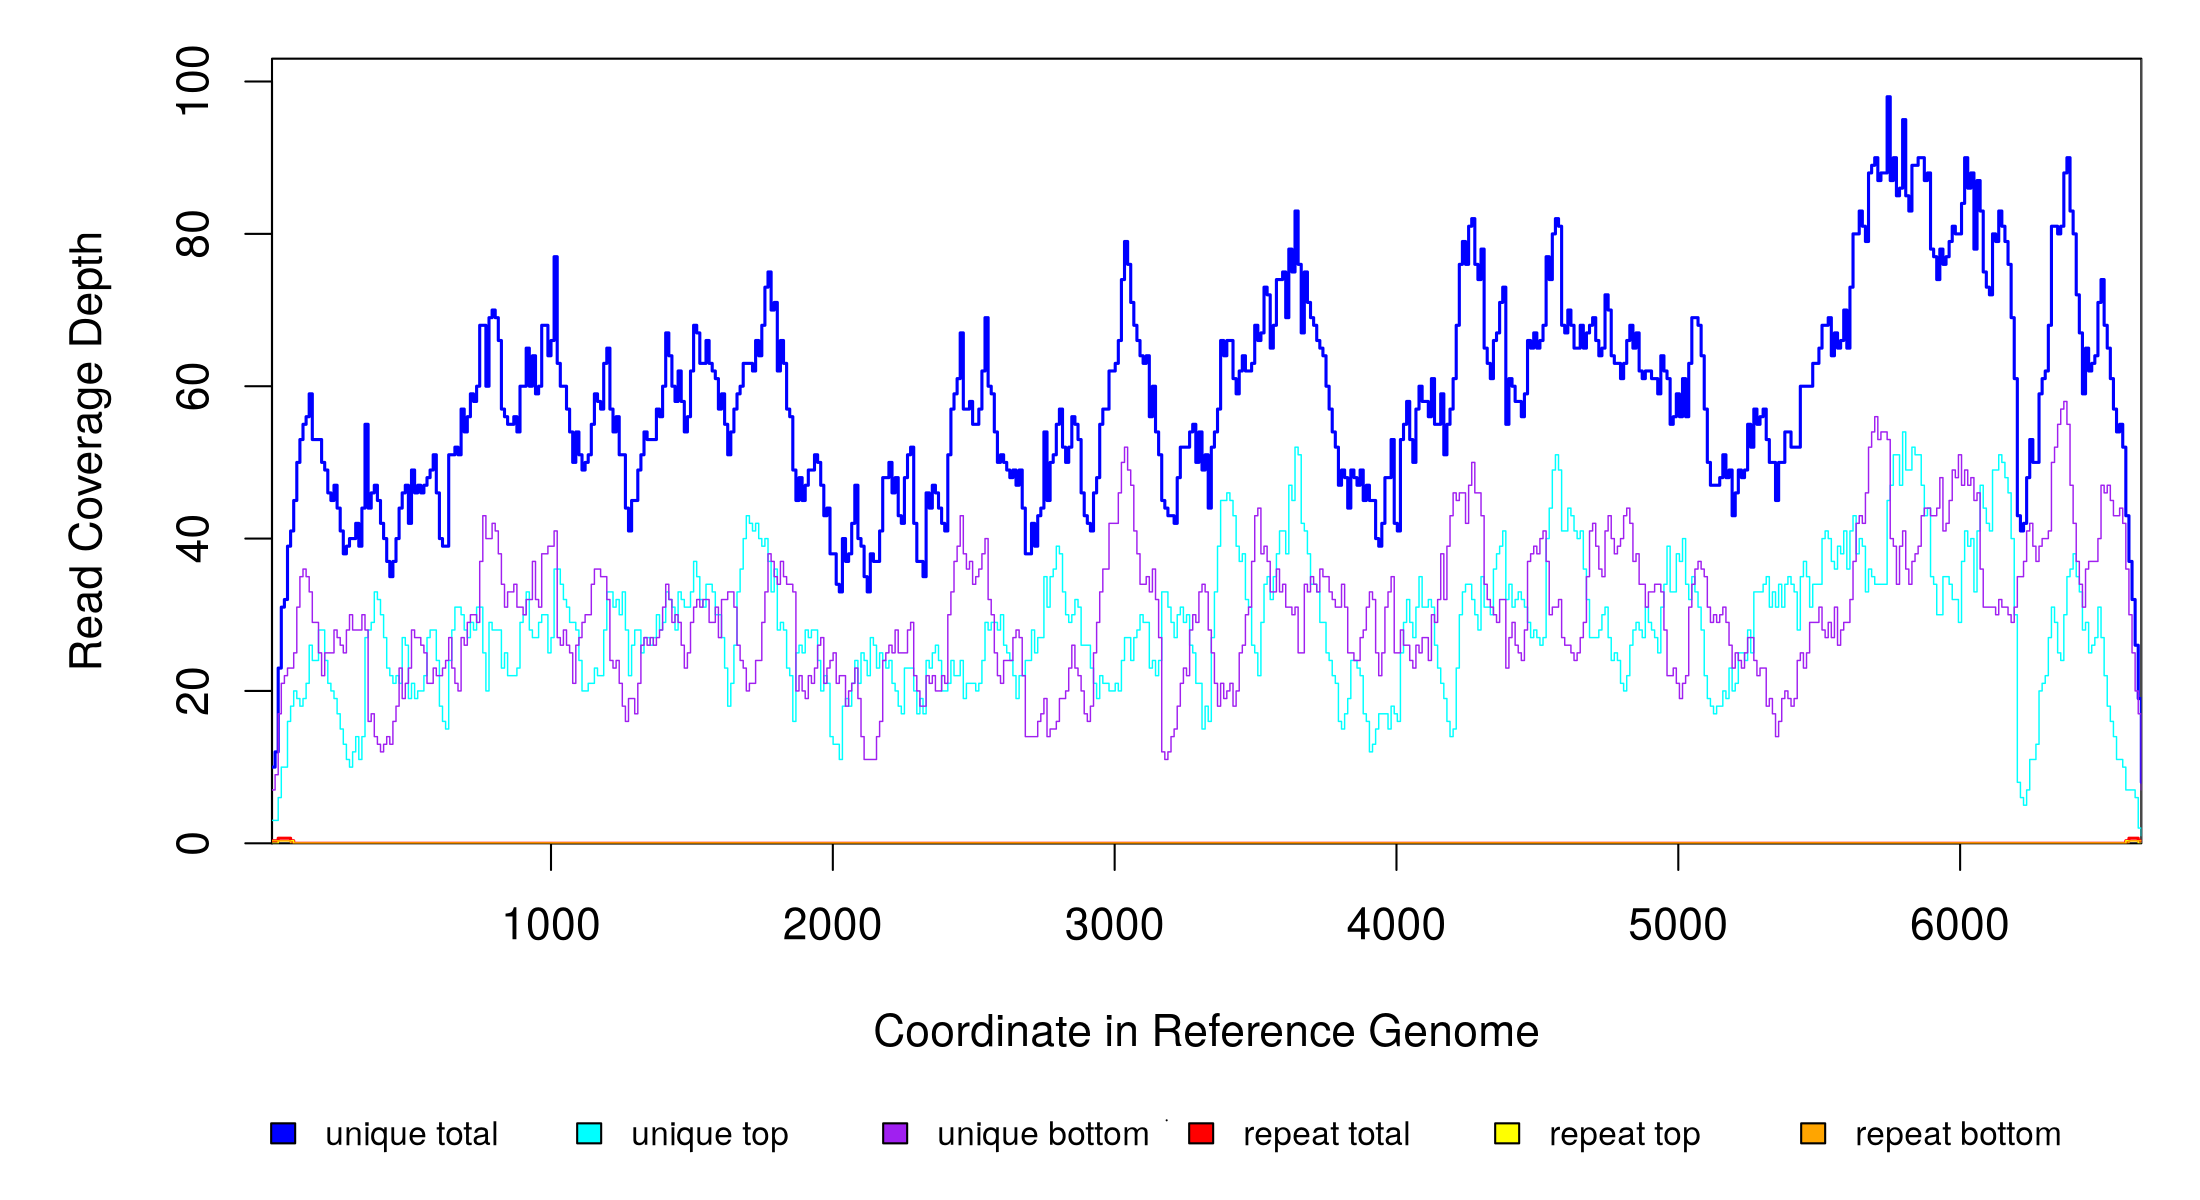 Read Coverage Depth
100
80
60
40
20
0
1000 2000 3000 4000 5000 6000
Coordinate in Reference Genome
unique total unique top unique bottom repeat total repeat top repeat bottom